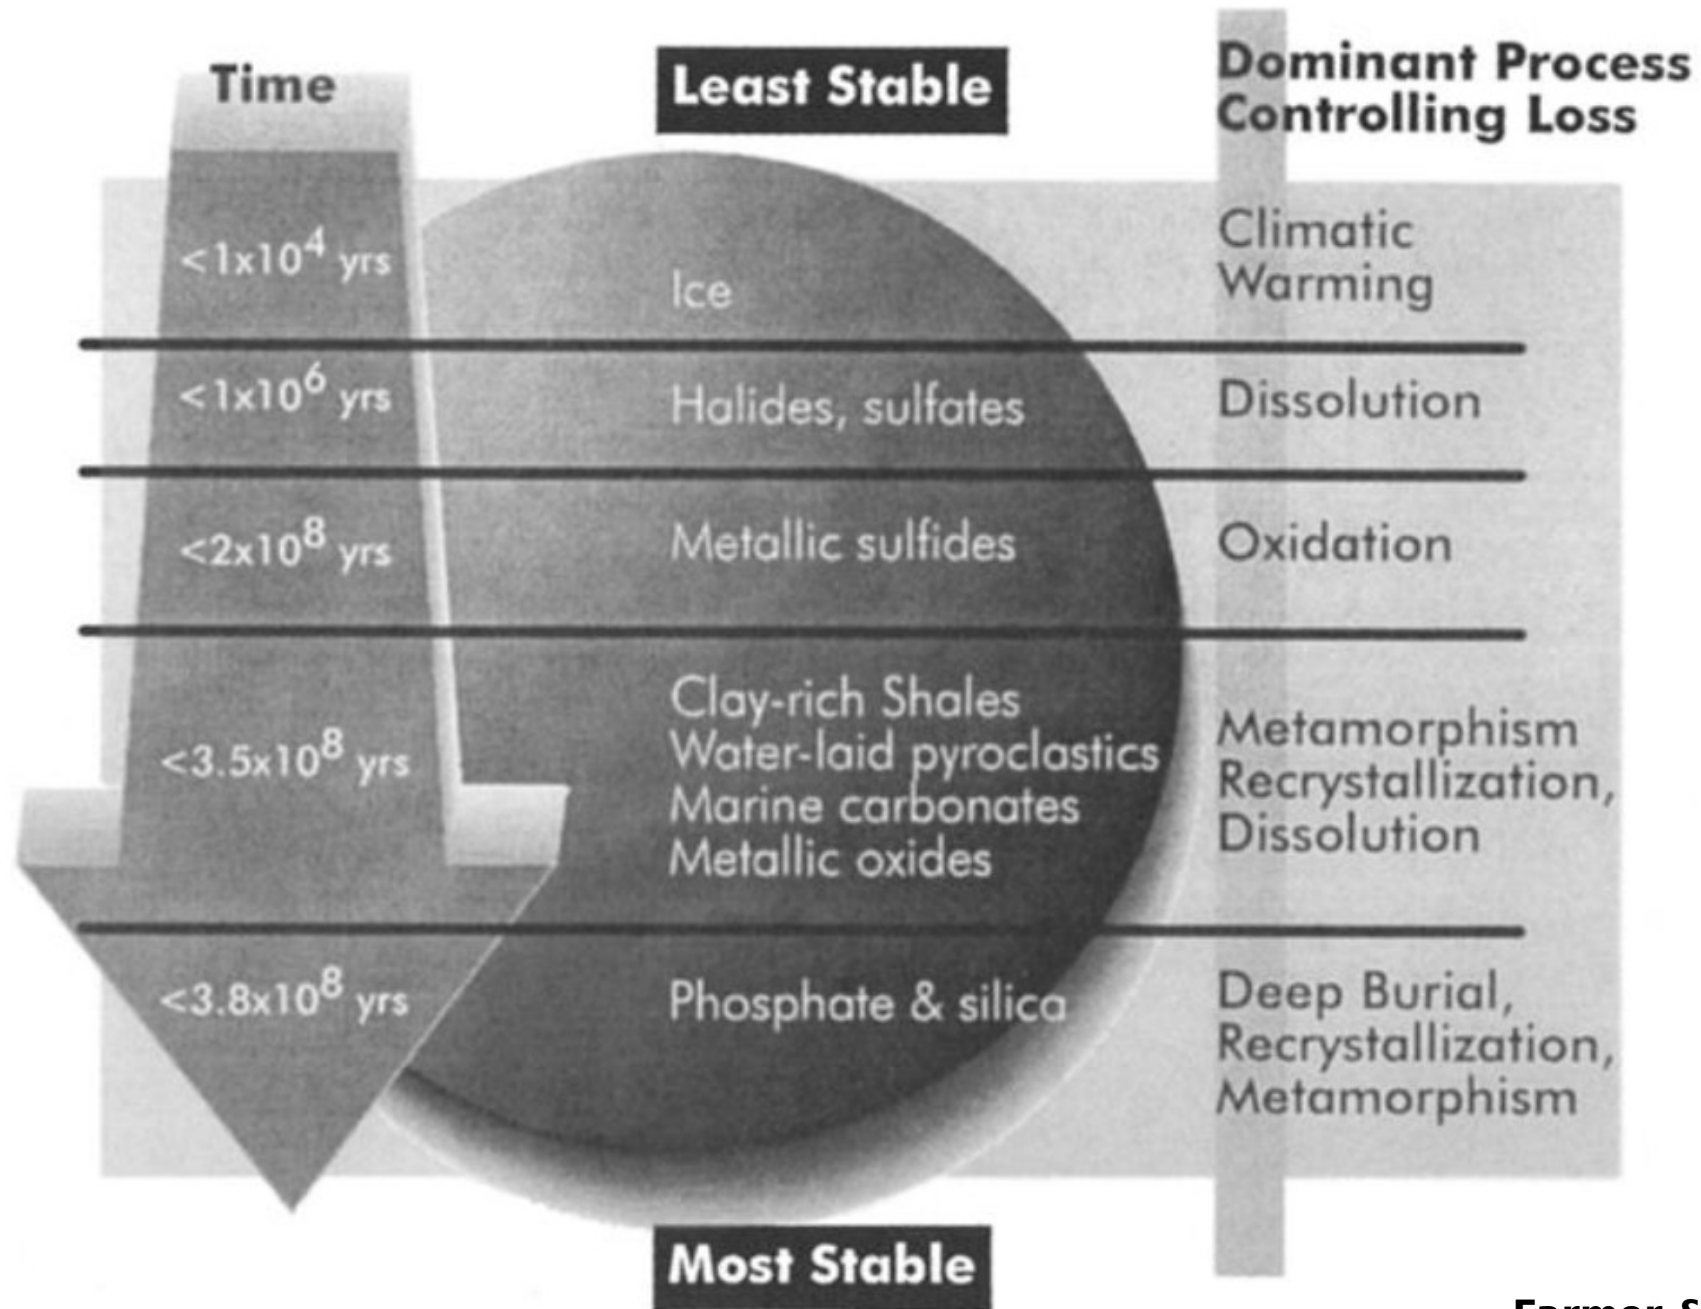 Time
Least Stable
Dominant Process
Controlling Loss
<1x10⁴ yrs
Ice
Climatic
Warming
<1x10⁶ yrs
Halides, sulfates
Dissolution
<2x10⁸ yrs
Metallic sulfides
Oxidation
<3.5x10⁸ yrs
Clay-rich Shales
Water-laid pyroclastics
Marine carbonates
Metallic oxides
Metamorphism
Recrystallization,
Dissolution
<3.8x10⁸ yrs
Phosphate & silica
Deep Burial,
Recrystallization,
Metamorphism
Most Stable